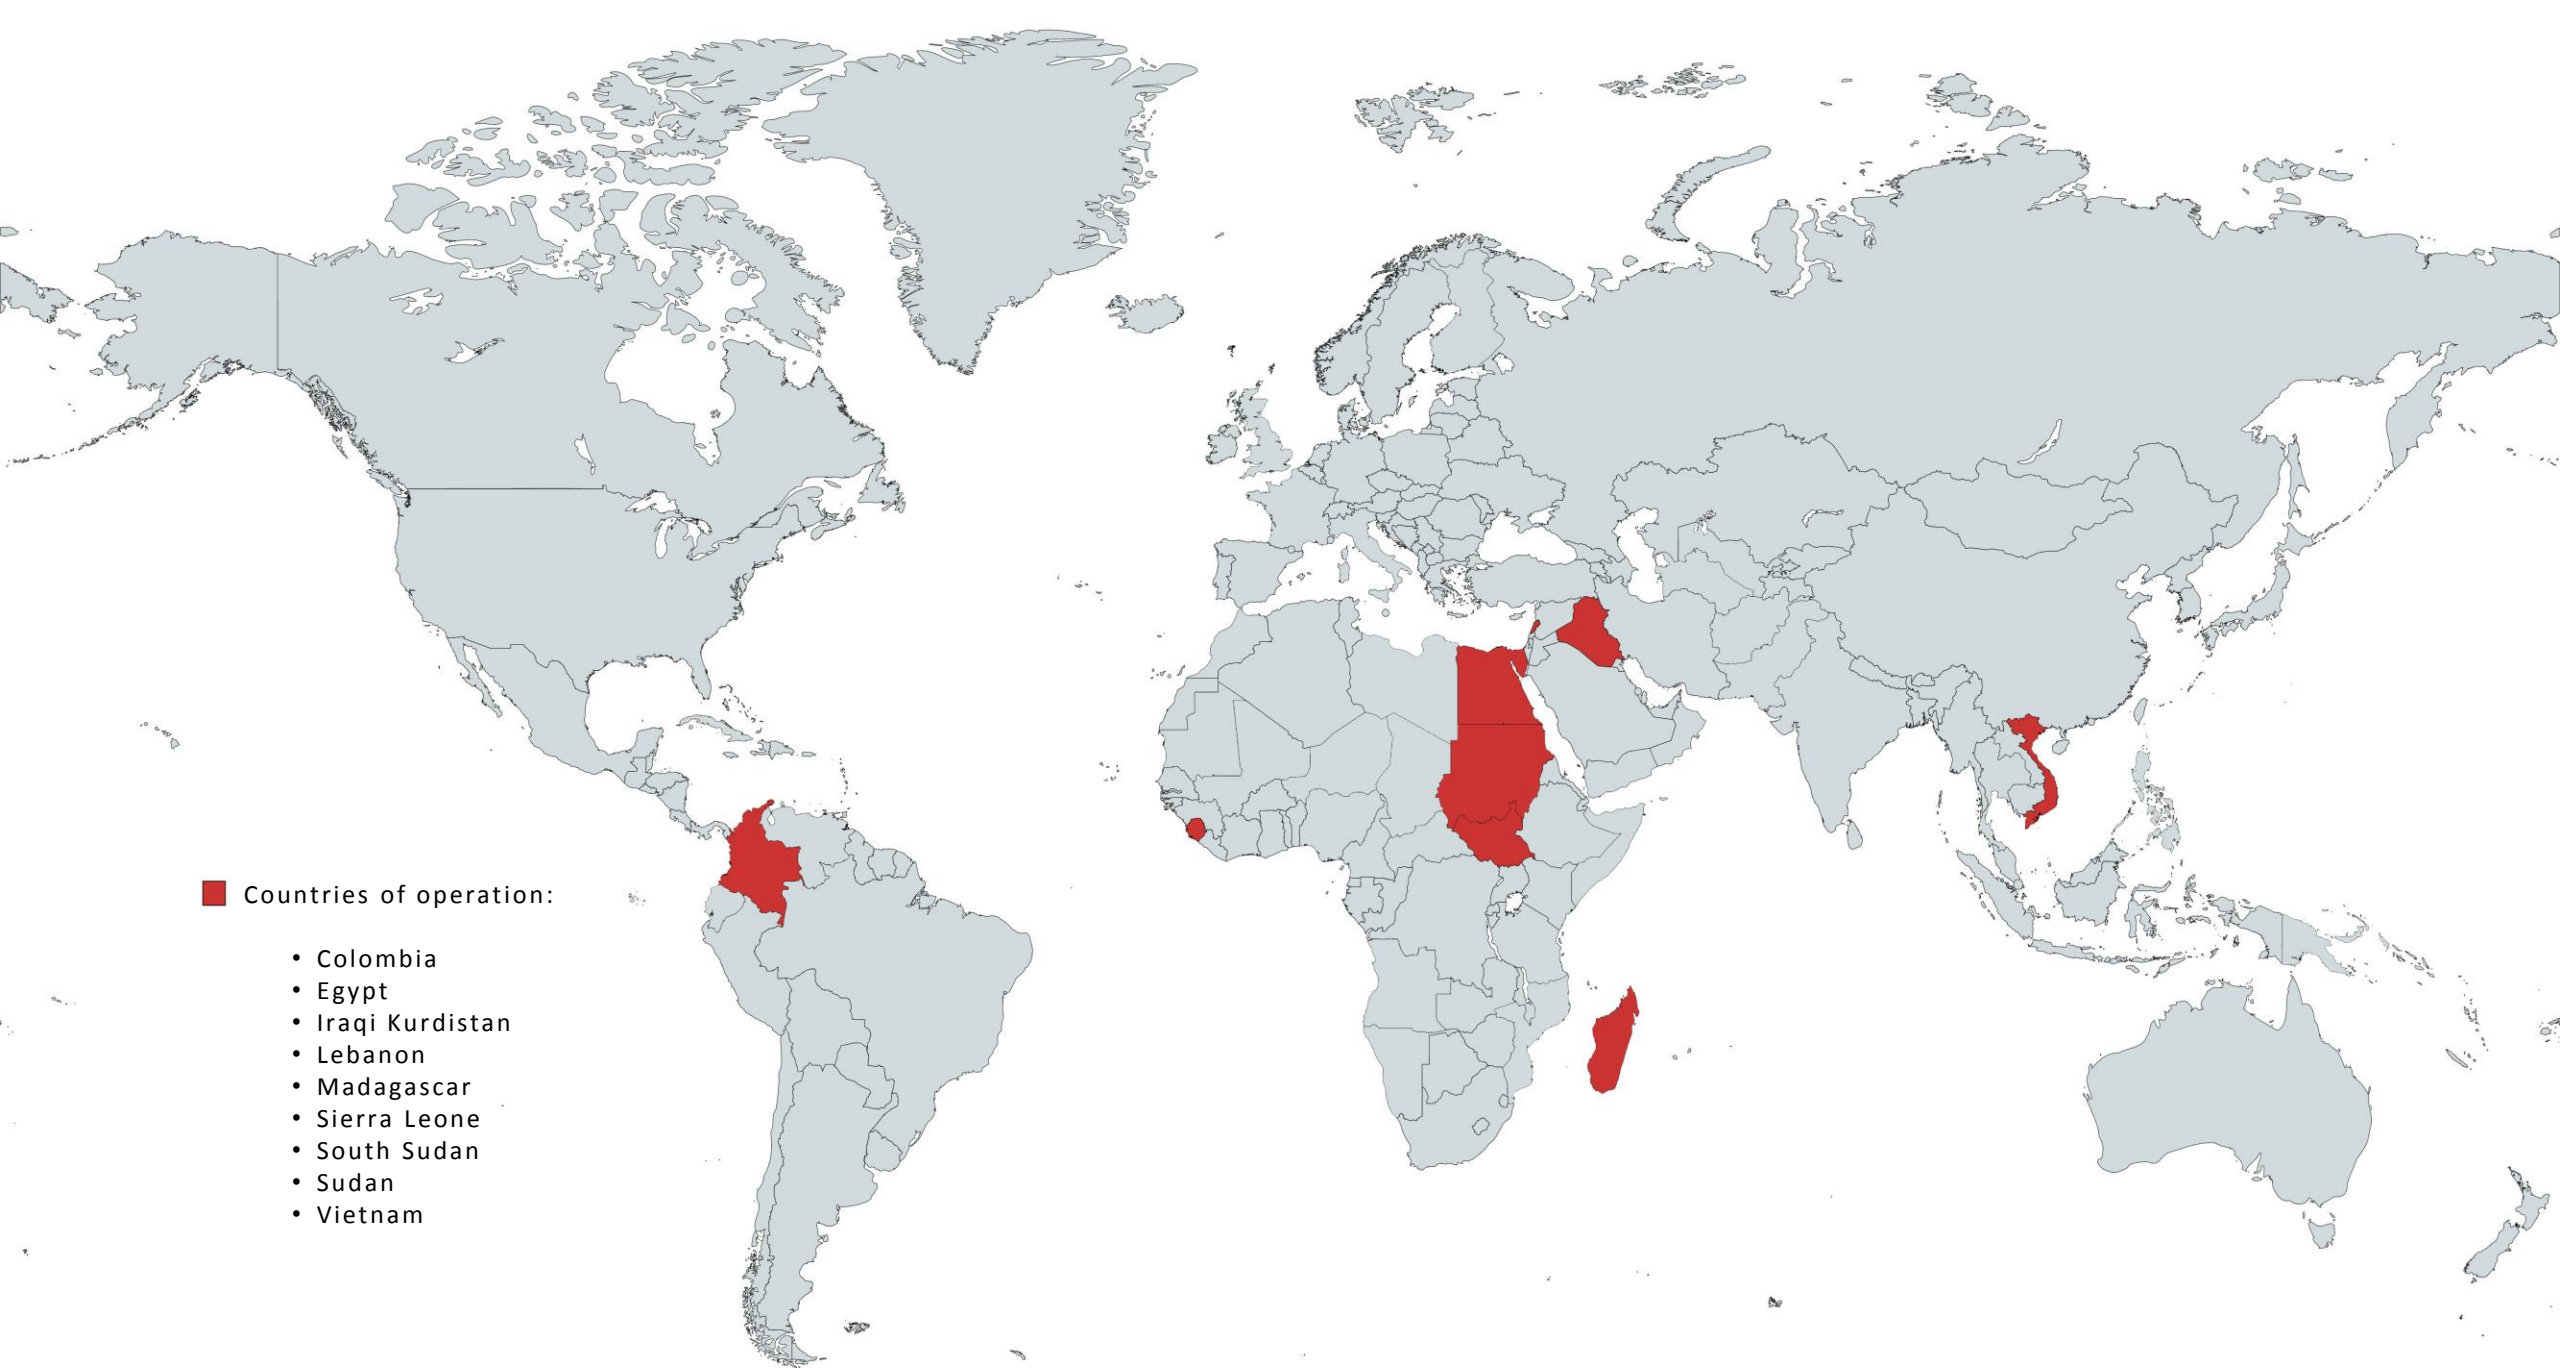 Countries of operation:
• Colombia
• Egypt
• Iraqi Kurdistan
• Lebanon
• Madagascar
• Sierra Leone
• South Sudan
• Sudan
• Vietnam